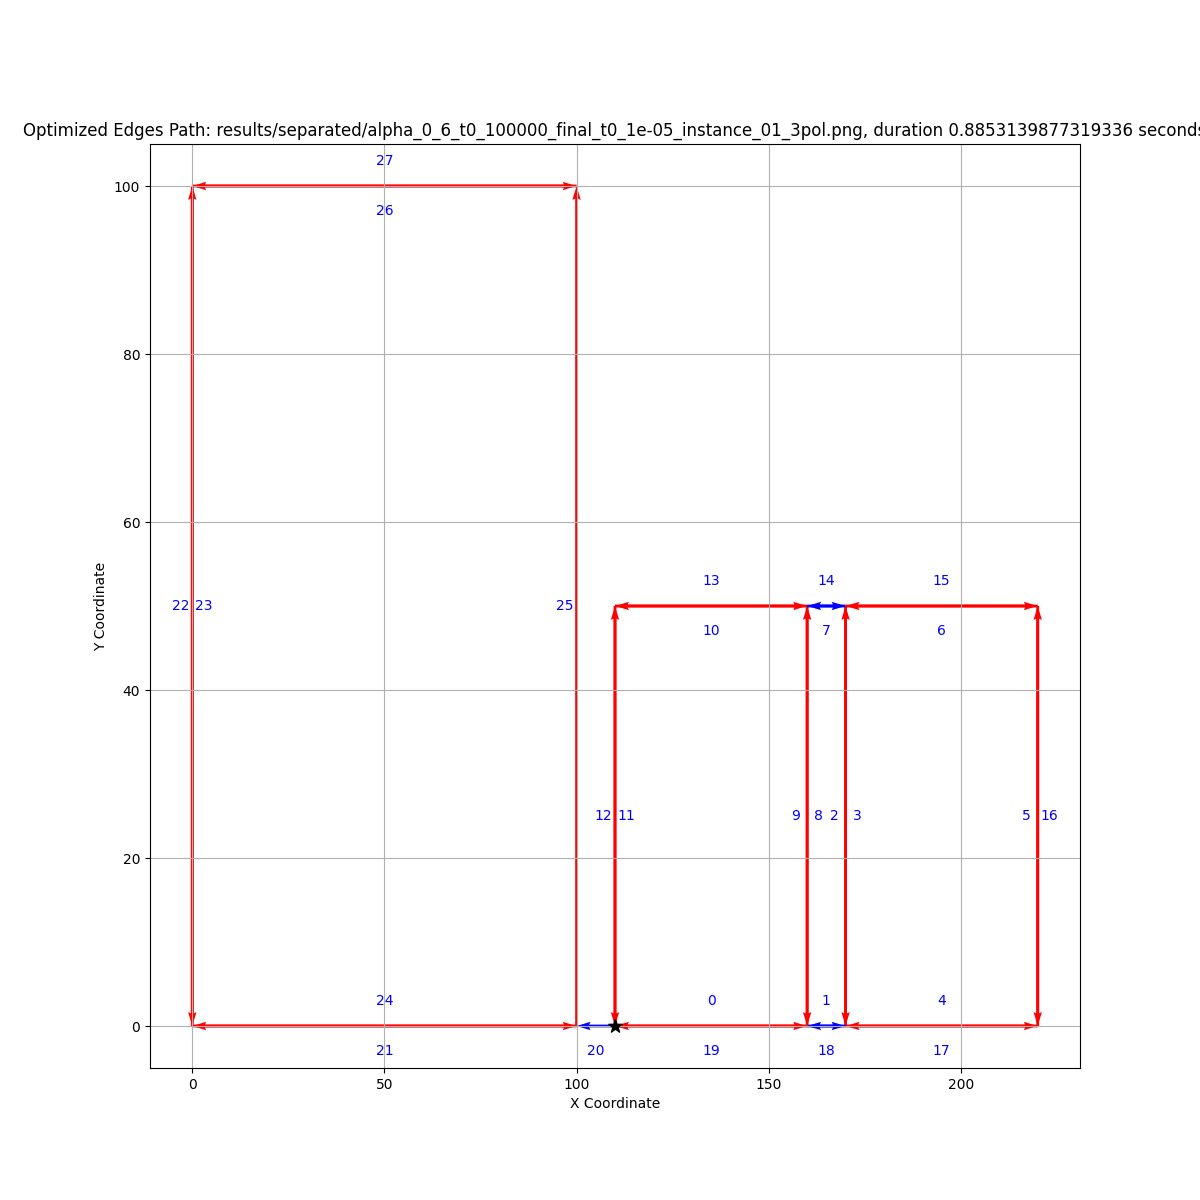 Optimized Edges Path: results/separated/alpha_0_6_t0_100000_final_t0_1e-05_instance_01_3pol.png, duration 0.8853139877319336 seconds
27
100
26
80
60
13 14 15
22 23 25
10 7 6
Y Coordinate
40
12 11 9 8 2 3 5 16
20
24 0 1 4
0
21 20 19 18 17
0 50 100 150 200
X Coordinate